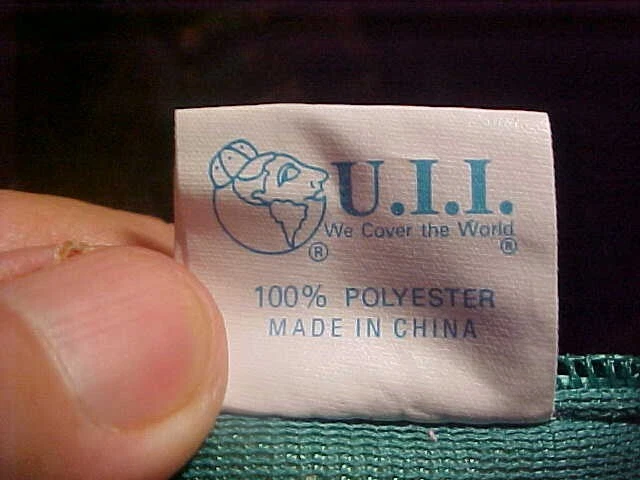 U.I.I.
We Cover the World
® ®
100% POLYESTER
MADE IN CHINA